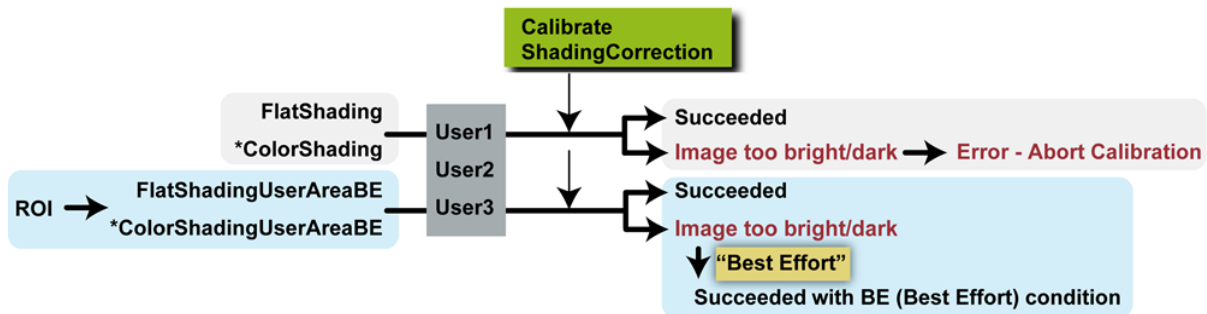 Calibrate
ShadingCorrection
FlatShading
*ColorShading
User1
User2
User3
Succeeded
Image too bright/dark
Error - Abort Calibration
ROI
FlatShadingUserAreaBE
*ColorShadingUserAreaBE
Succeeded
Image too bright/dark
“Best Effort”
Succeeded with BE (Best Effort) condition